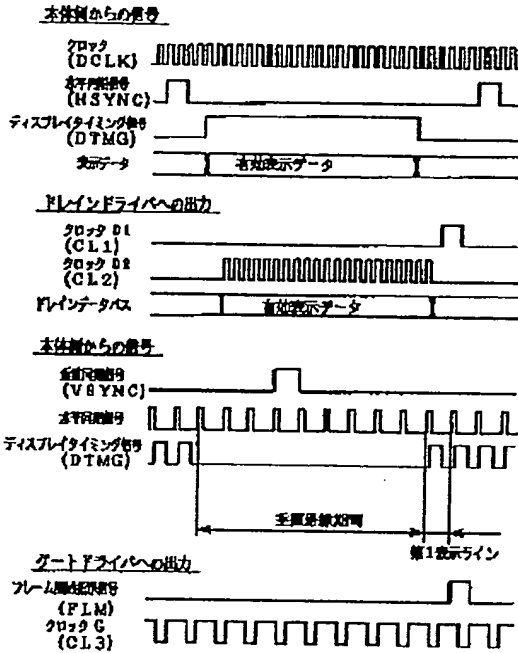 本体側からの信号
クロック
(DCLK)
水平同期信号
(HSYNC)
ディスプレイタイミング信号
(DTMG)
表示データ
有効表示データ
ドレインドライバへの出力
クロック D1
(CL1)
クロック D2
(CL2)
ドレインデータバス
有効表示データ
本体側からの信号
垂直同期信号
(VSYNC)
水平同期信号
ディスプレイタイミング信号
(DTMG)
垂直帰線期間
第1表示ライン
ゲートドライバへの出力
フレーム開始指示信号
(FLM)
クロック G
(CL3)